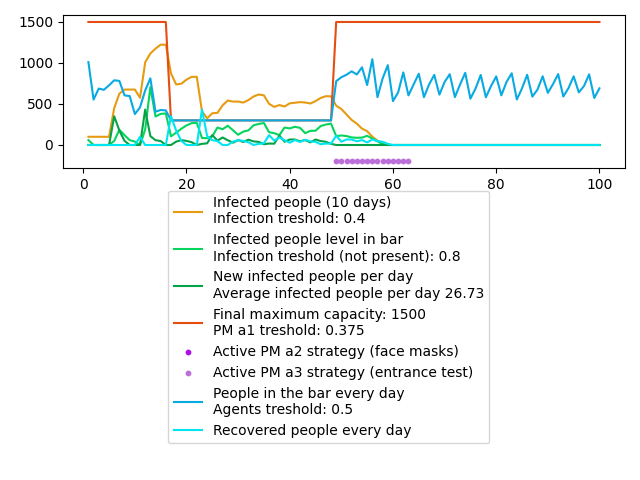 1500
1000
500
0
0 20 40 60 80 100
Infected people (10 days)
Infection treshold: 0.4
Infected people level in bar
Infection treshold (not present): 0.8
New infected people per day
Average infected people per day 26.73
Final maximum capacity: 1500
PM a1 treshold: 0.375
Active PM a2 strategy (face masks)
Active PM a3 strategy (entrance test)
People in the bar every day
Agents treshold: 0.5
Recovered people every day